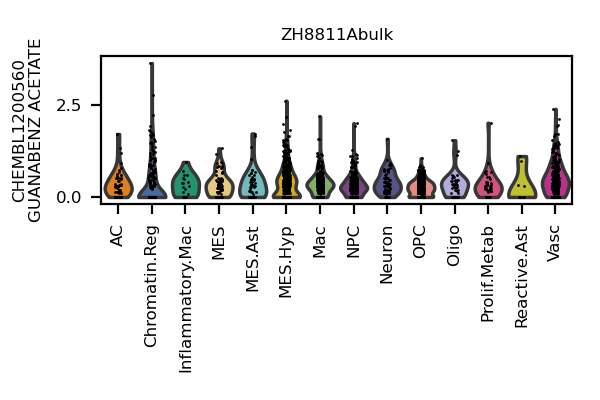 ZH8811Abulk
CHEMBL1200560
GUANABENZ ACETATE
2.5
0.0
AC
Chromatin.Reg
Inflammatory.Mac
MES
MES.Ast
MES.Hyp
Mac
NPC
Neuron
OPC
Oligo
Prolif.Metab
Reactive.Ast
Vasc